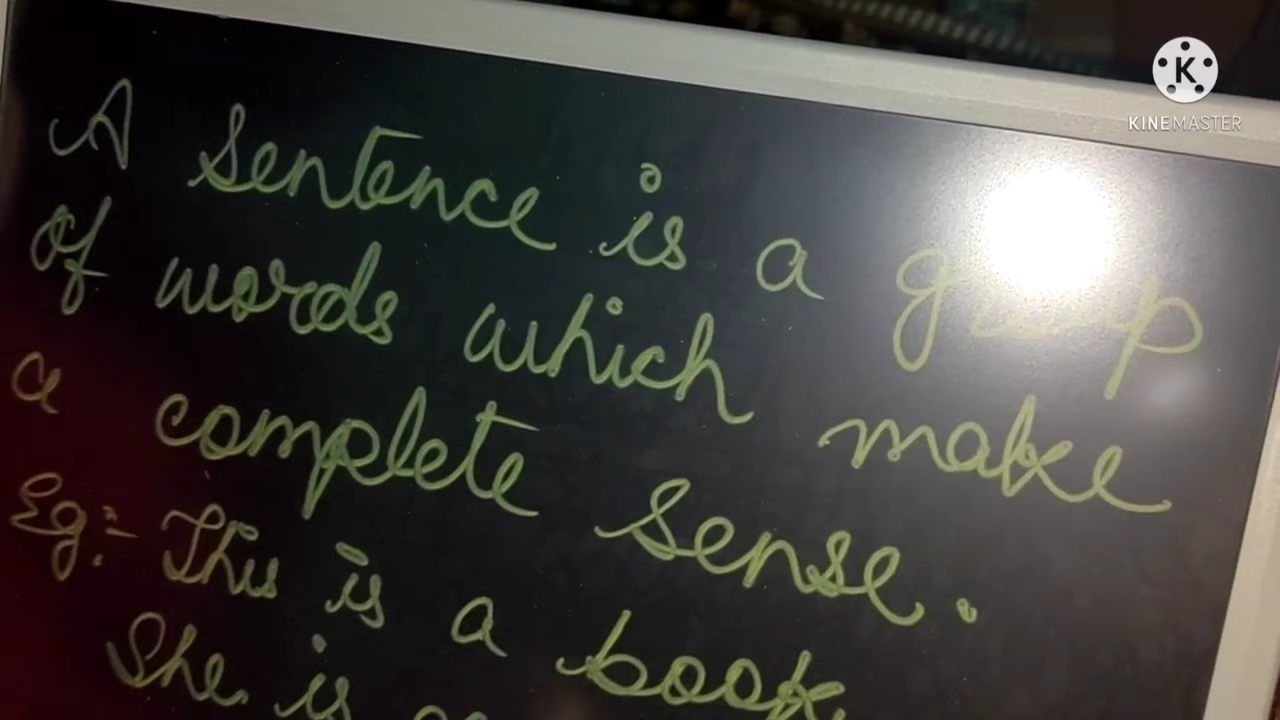 KINEMASTER
A sentence is a group
of words which make
a complete sense.
Eg:- This is a book
She is